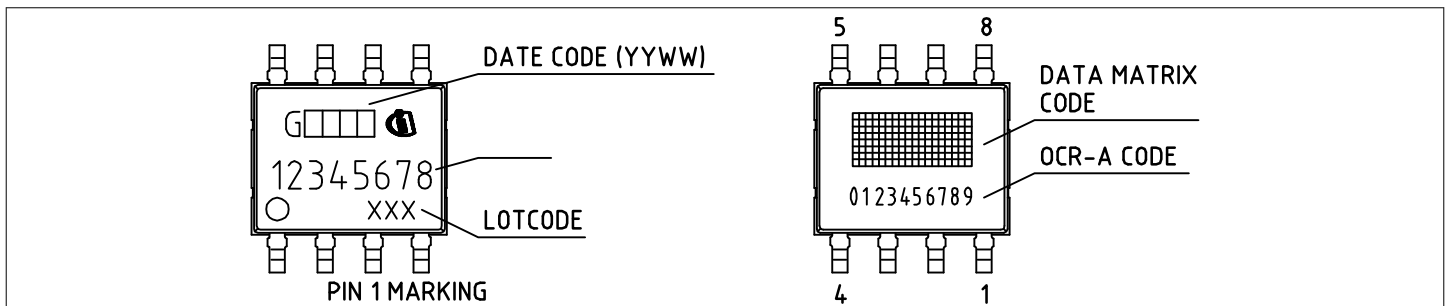 DATE CODE (YYWW)
G
12345678
XXX
LOTCODE
PIN 1 MARKING
5 8
DATA MATRIX
CODE
OCR-A CODE
0123456789
4 1